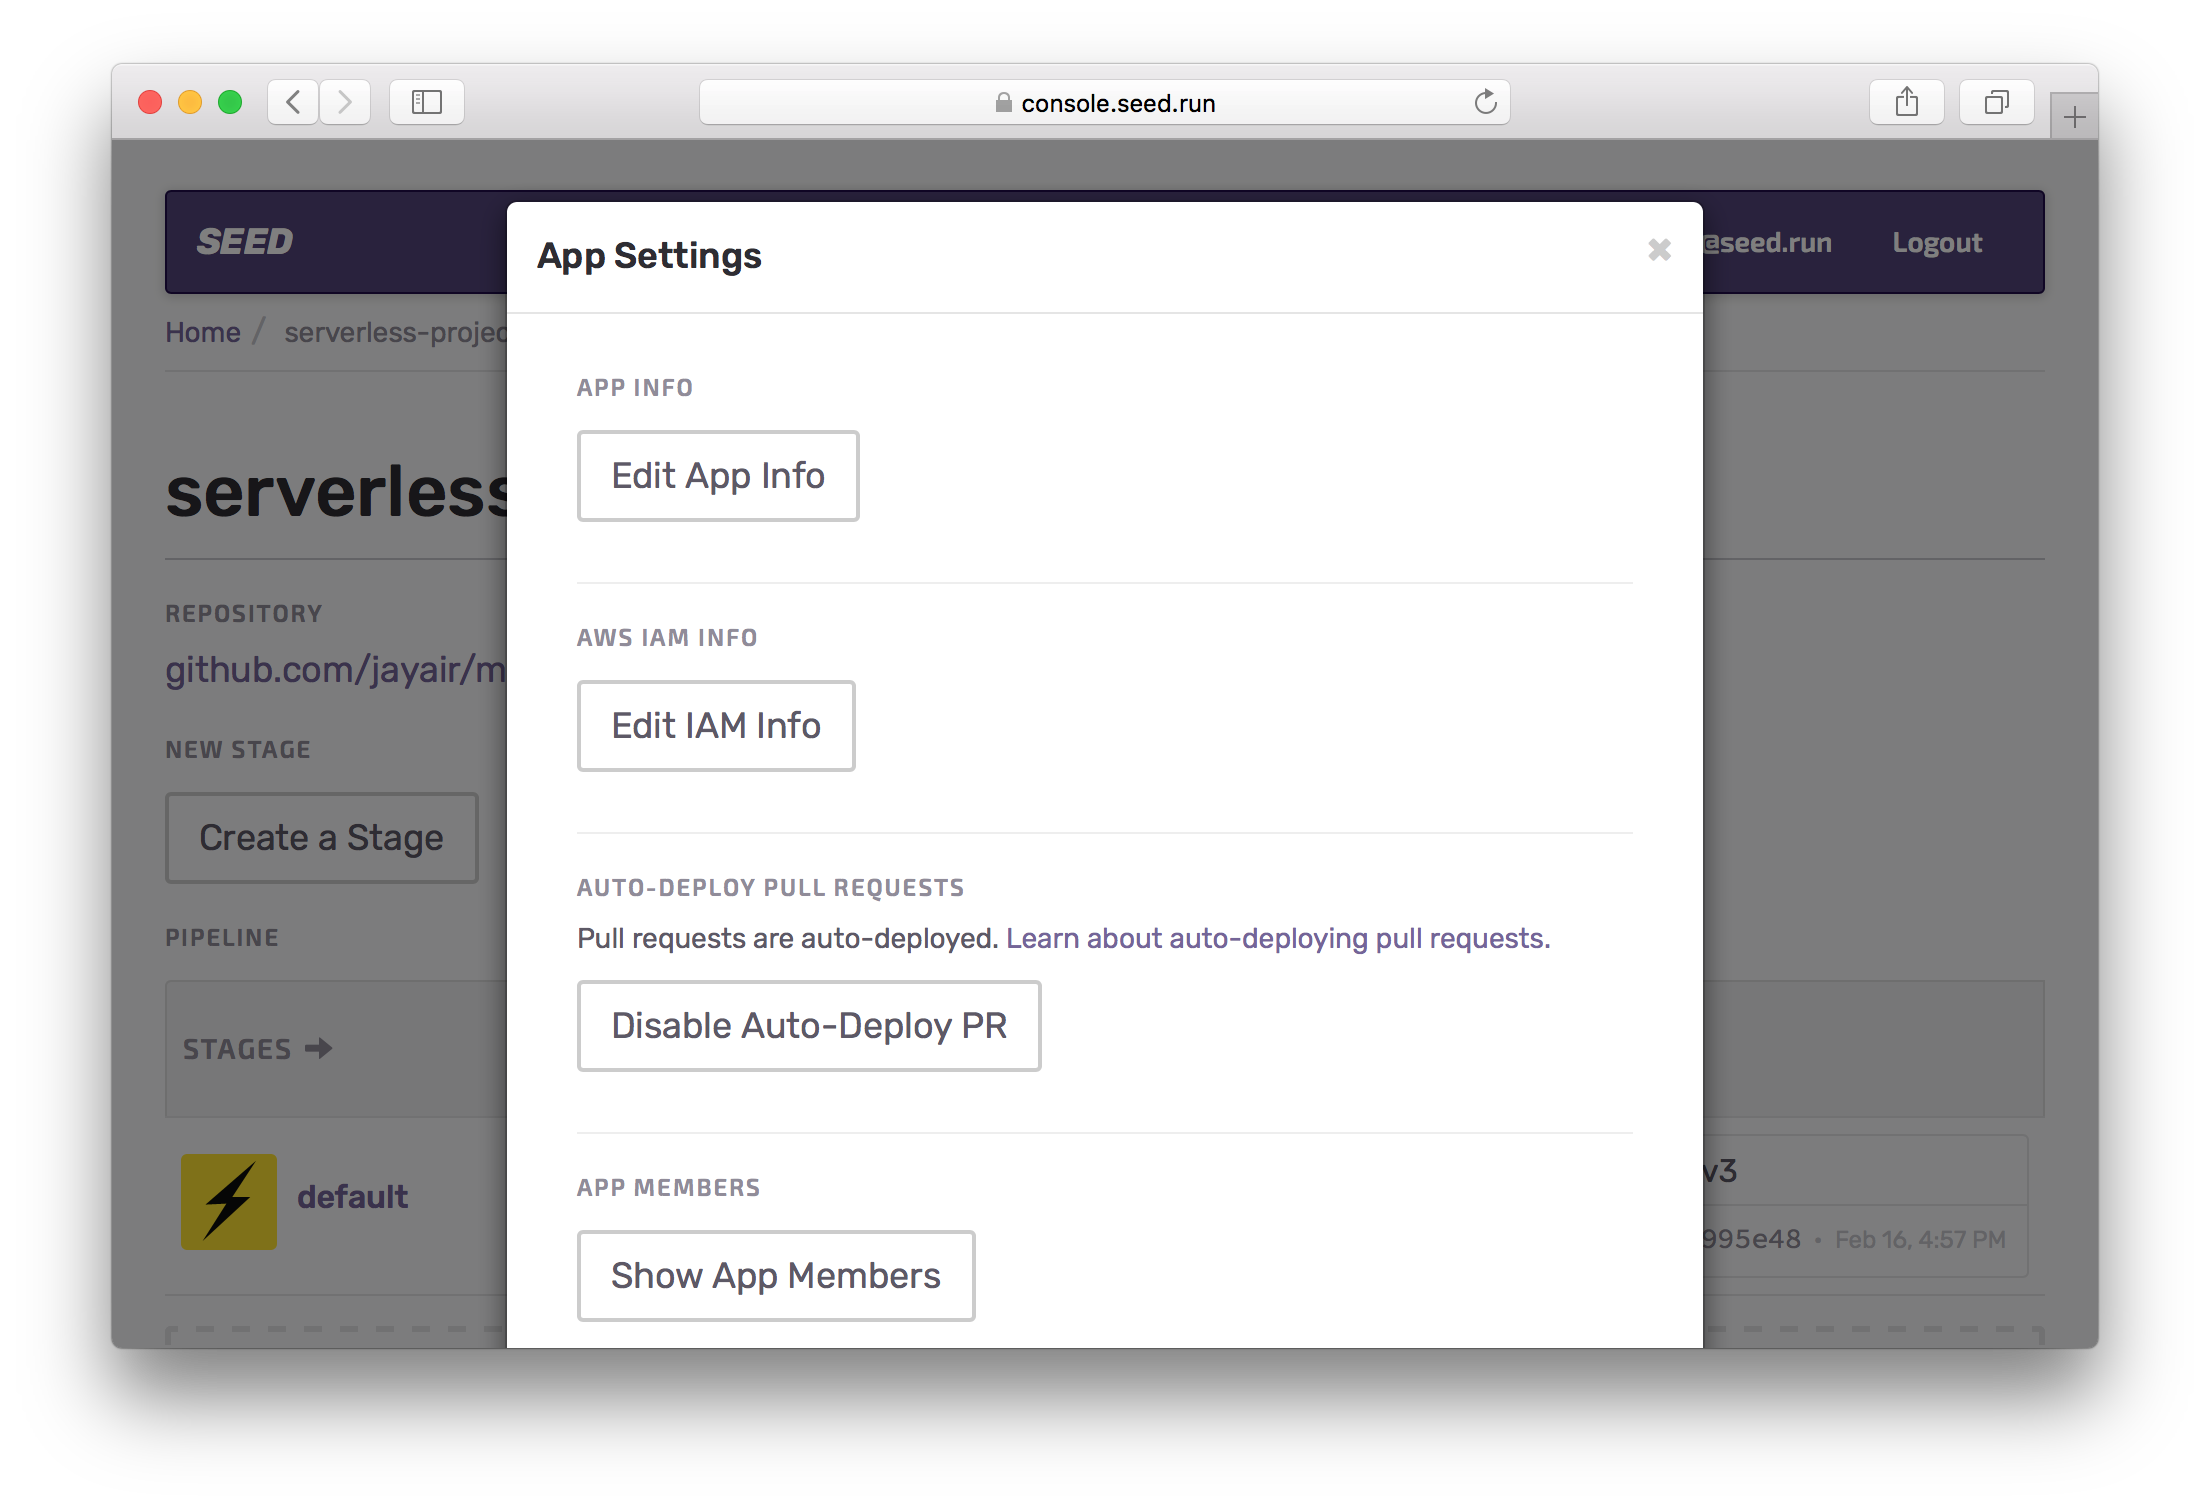 console.seed.run
SEED
@seed.run
Logout
Home / serverless-projec
serverless
REPOSITORY
github.com/jayair/m
NEW STAGE
Create a Stage
PIPELINE
STAGES
default
v3
995e48 • Feb 16, 4:57 PM
App Settings
APP INFO
Edit App Info
AWS IAM INFO
Edit IAM Info
AUTO-DEPLOY PULL REQUESTS
Pull requests are auto-deployed. Learn about auto-deploying pull requests.
Disable Auto-Deploy PR
APP MEMBERS
Show App Members